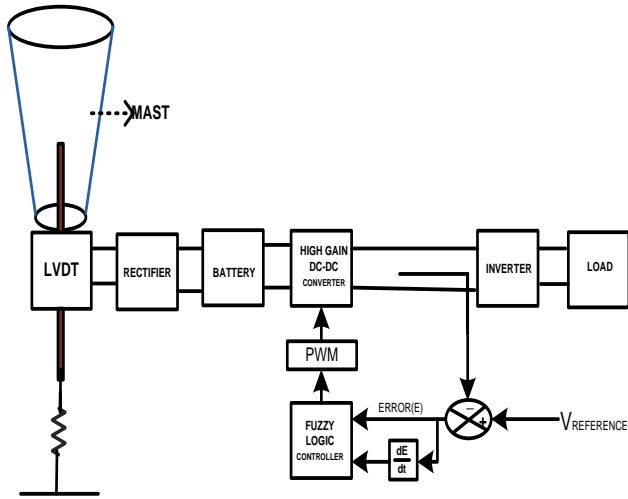 MAST
LVDT
RECTIFIER
BATTERY
HIGH GAIN
DC-DC
CONVERTER
INVERTER
LOAD
PWM
ERROR(E)
FUZZY
LOGIC
CONTROLLER
dE
dt
−
+
VREFERENCE